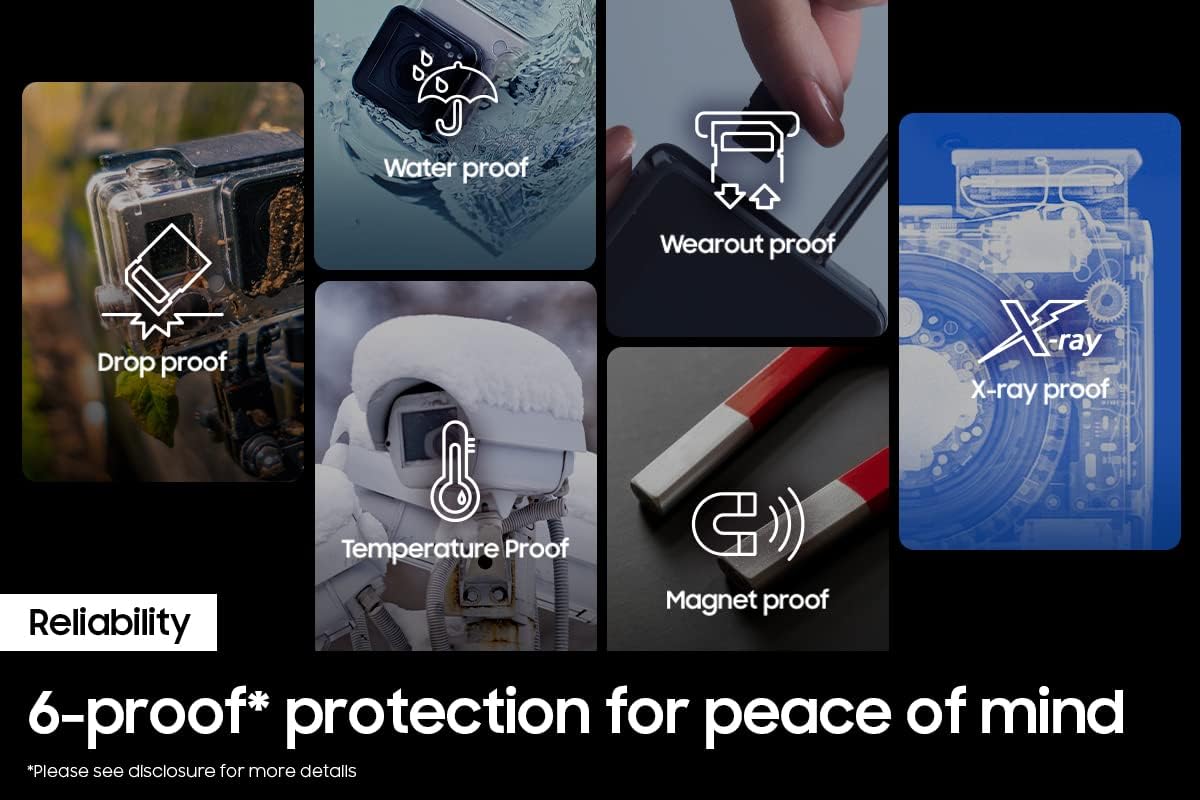 Drop proof
Water proof
Temperature Proof
Wearout proof
Magnet proof
X-ray
X-ray proof
Reliability
6-proof* protection for peace of mind
*Please see disclosure for more details